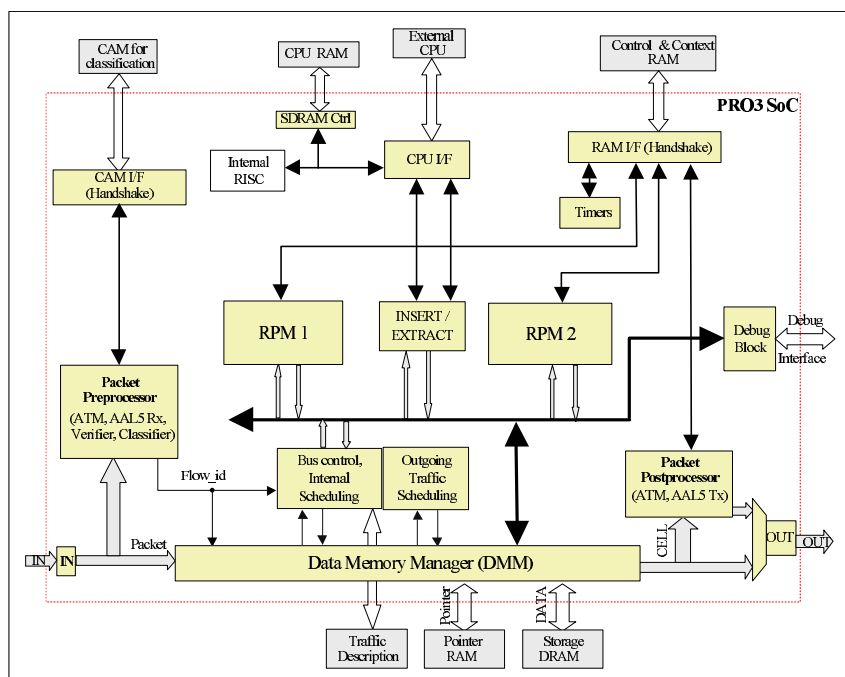 CAM for
classification
CPU RAM
External
CPU
Control & Context
RAM
PRO3 SoC
SDRAM Ctrl
CAM I/F
(Handshake)
Internal
RISC
CPU I/F
RAM I/F (Handshake)
Timers
RPM 1
INSERT /
EXTRACT
RPM 2
Debug
Block
Debug
Interface
Packet
Preprocessor
(ATM, AAL5 Rx,
Verifier, Classifier)
Flow_id
Bus control,
Internal
Scheduling
Outgoing
Traffic
Scheduling
Packet
Postprocessor
(ATM, AAL5 Tx)
IN
IN
Packet
Data Memory Manager (DMM)
CELL
OUT
OUT
Pointer
DATA
Traffic
Description
Pointer
RAM
Storage
DRAM